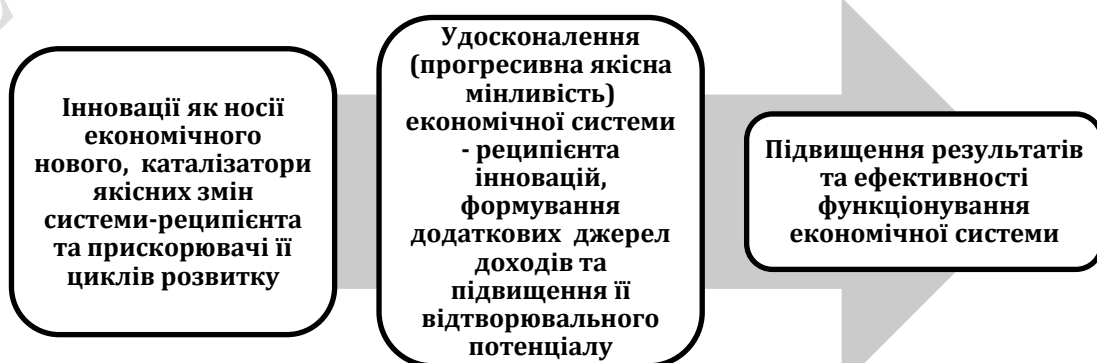 Інновації як носії
економічного
нового, каталізатори
якісних змін
системи-реципієнта
та прискорювачі її
циклів розвитку
Удосконалення
(прогресивна якісна
мінливість)
економічної системи
- реципієнта
інновацій,
формування
додаткових джерел
доходів та
підвищення її
відтворювального
потенціалу
Підвищення результатів
та ефективності
функціонування
економічної системи